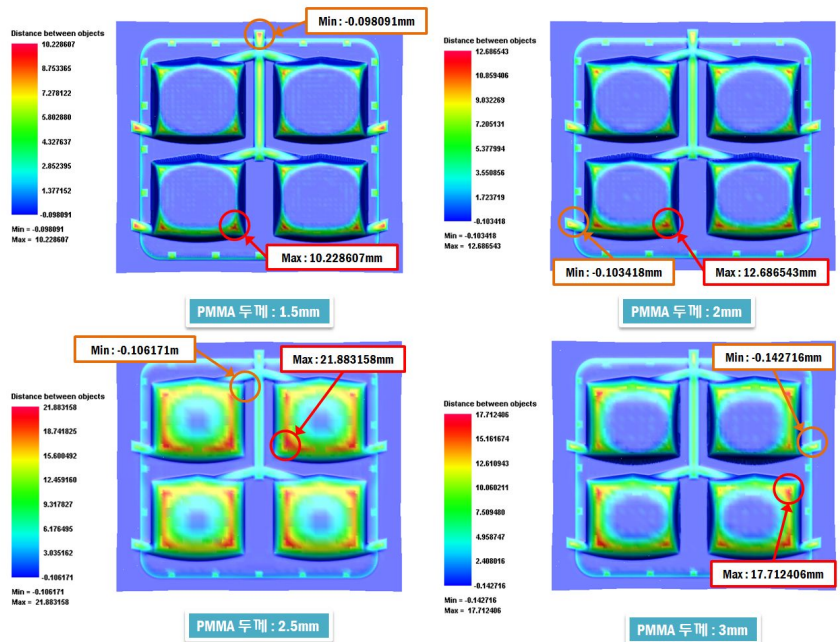 Min : -0.098091mm
Distance between objects
10.228607
8.753365
7.278122
5.802880
4.327637
2.852395
1.377152
-0.098091
Min = -0.098091
Max = 10.228607
Max : 10.228607mm
PMMA 두께 : 1.5mm
Distance between objects
12.686543
10.859406
9.032269
7.205131
5.377994
3.550856
1.723719
-0.103418
Min = -0.103418
Max = 12.686543
Min : -0.103418mm
Max : 12.686543mm
PMMA 두께 : 2mm
Min : -0.106171m
Max : 21.883158mm
Distance between objects
21.883158
18.741825
15.600492
12.459160
9.317827
6.176495
3.035162
-0.106171
Min = -0.106171
Max = 21.883158
PMMA 두께 : 2.5mm
Min : -0.142716mm
Distance between objects
17.712406
15.161674
12.610943
10.060211
7.509480
4.958747
2.408016
-0.142716
Min = -0.142716
Max = 17.712406
Max : 17.712406mm
PMMA 두께 : 3mm